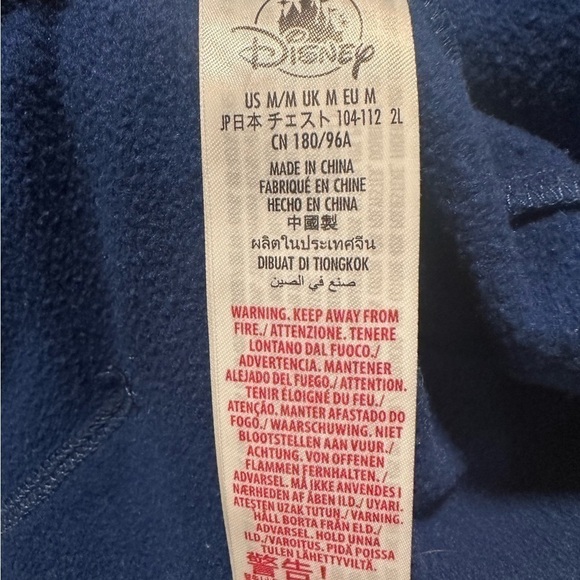 Disney
US M/M UK M EU M
JP日本 チェスト 104-112 2L
CN 180/96A
MADE IN CHINA
FABRIQUÉ EN CHINE
HECHO EN CHINA
中國製
ผลิตในประเทศจีน
DIBUAT DI TIONGKOK
صنع في الصين
WARNING. KEEP AWAY FROM
FIRE./ ATTENZIONE. TENERE
LONTANO DAL FUOCO./
ADVERTENCIA. MANTENER
ALEJADO DEL FUEGO./ ATTENTION.
TENIR ÉLOIGNÉ DU FEU./
ATENÇÃO. MANTER AFASTADO DO
FOGO./ WAARSCHUWING. NIET
BLOOTSTELLEN AAN VUUR./
ACHTUNG. VON OFFENEN
FLAMMEN FERNHALTEN./
ADVARSEL. MÅ IKKE ANVENDES I
NÆRHEDEN AF ÅBEN ILD./ UYARI.
ATEŞTEN UZAK TUTUN./ VARNING.
HÅLL BORTA FRÅN ELD./
ADVARSEL. HOLD UNNA
ILD./VAROITUS. PIDÄ POISSA
TULEN LÄHETTYVILTÄ.
警告!